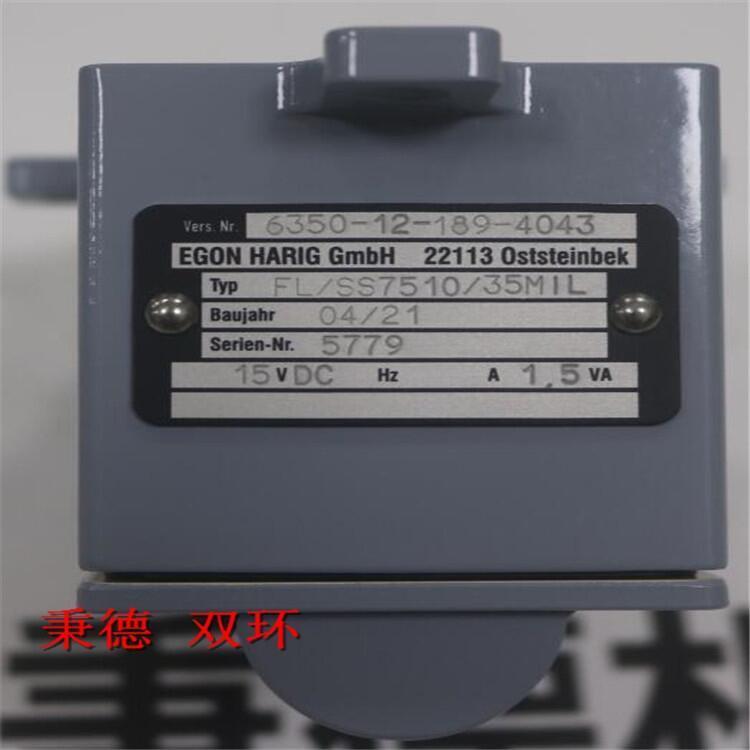 Vers. Nr. 6350-12-189-4043
EGON HARIG GmbH 22113 Oststeinbek
Typ FL/SS7510/35MIL
Baujahr 04/21
Serien-Nr. 5779
15 V DC Hz A 1,5 VA
秉德 双环